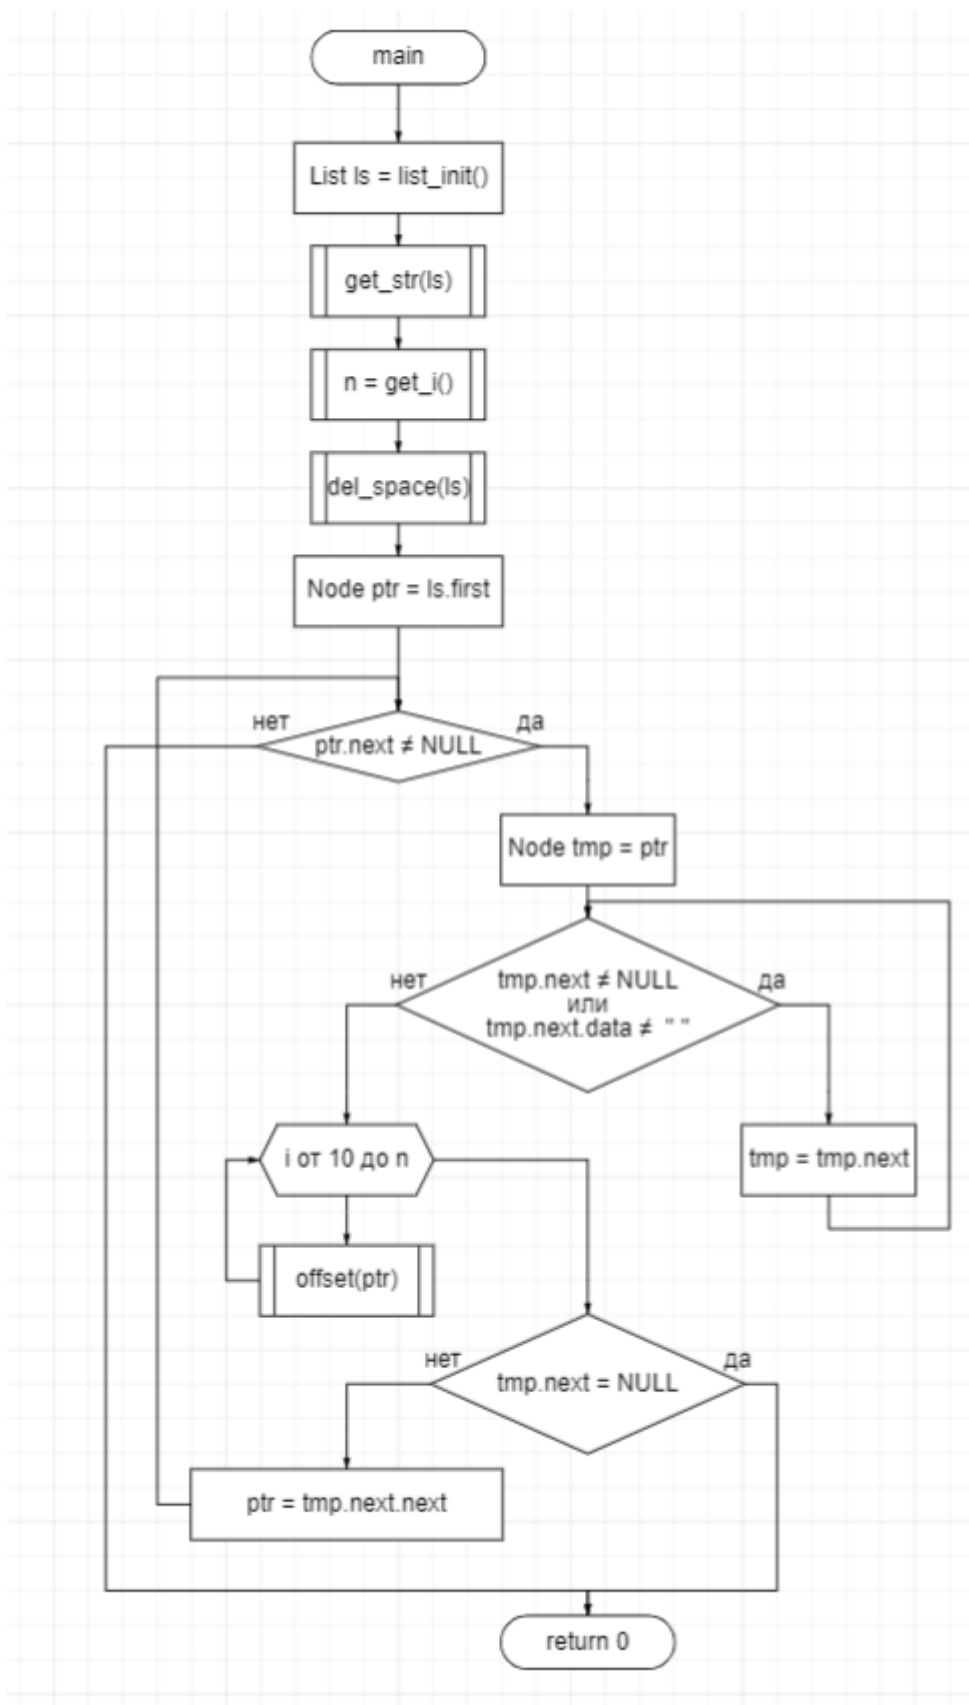 main
List ls = list_init()
get_str(ls)
n = get_i()
del_space(ls)
Node ptr = ls.first
нет
да
ptr.next ≠ NULL
Node tmp = ptr
нет
да
tmp.next ≠ NULL
или
tmp.next.data ≠ " "
i от 10 до n
tmp = tmp.next
offset(ptr)
нет
да
tmp.next = NULL
ptr = tmp.next.next
return 0